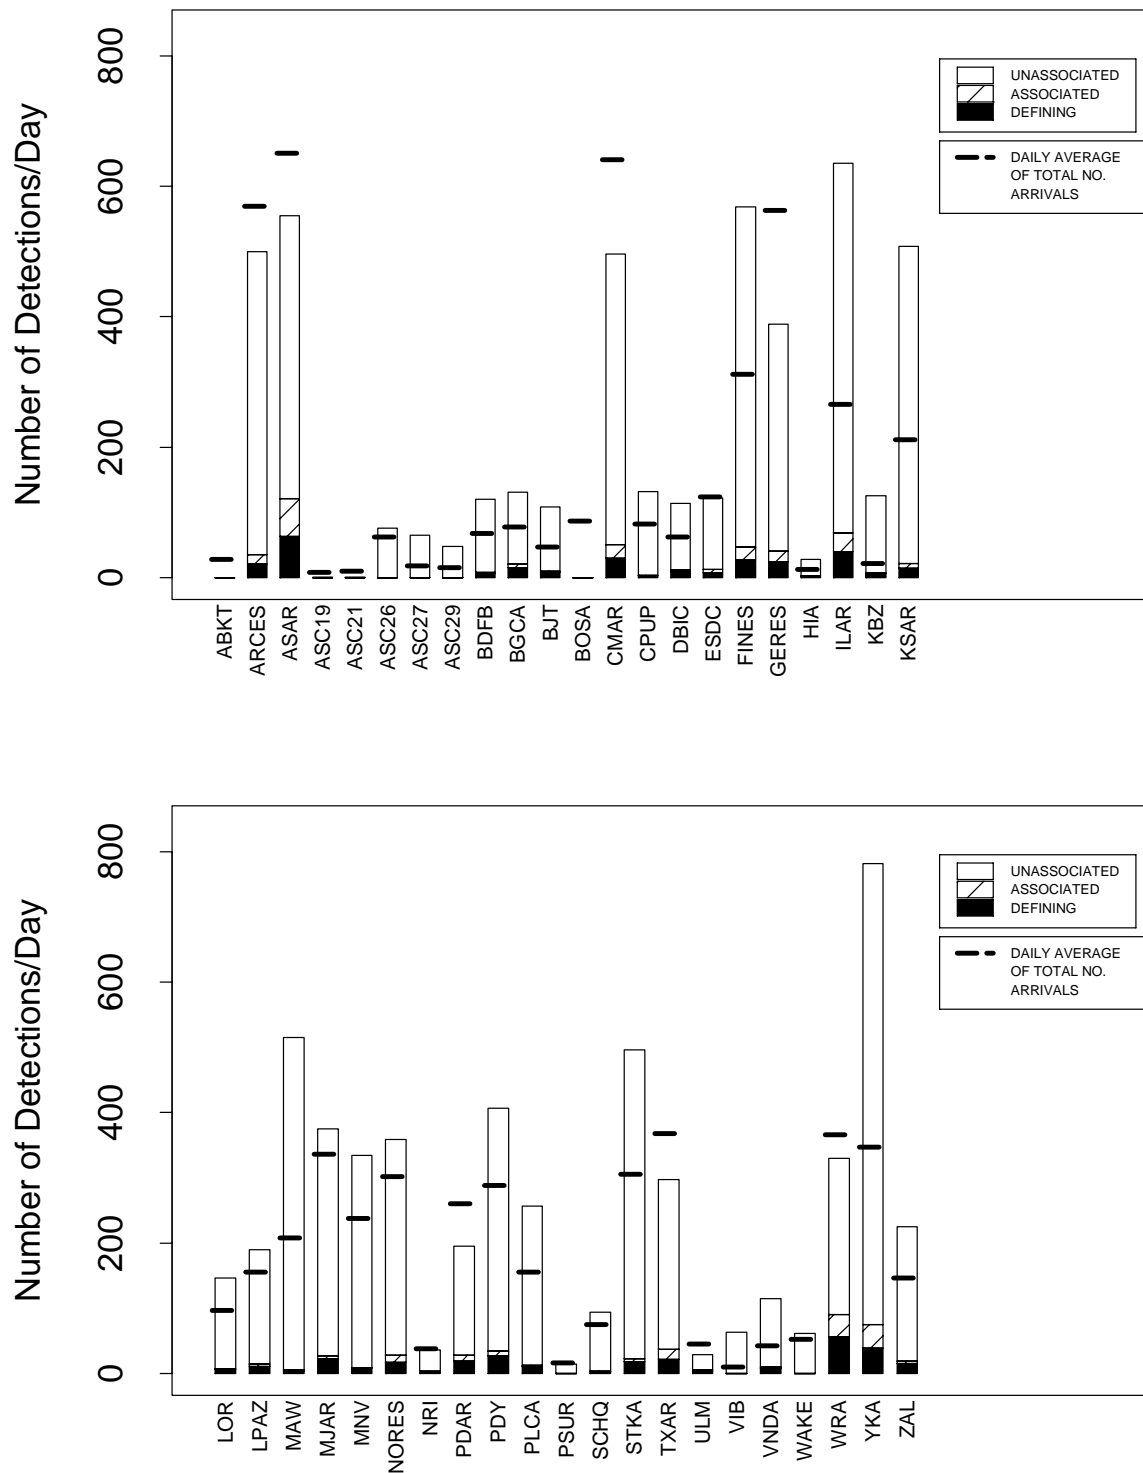 Number of Detections/Day
800
600
400
200
0
UNASSOCIATED
ASSOCIATED
DEFINING
DAILY AVERAGE
OF TOTAL NO.
ARRIVALS
ABKT
ARCES
ASAR
ASC19
ASC21
ASC26
ASC27
ASC29
BDFB
BGCA
BJT
BOSA
CMAR
CPUP
DBIC
ESDC
FINES
GERES
HIA
ILAR
KBZ
KSAR
Number of Detections/Day
800
600
400
200
0
UNASSOCIATED
ASSOCIATED
DEFINING
DAILY AVERAGE
OF TOTAL NO.
ARRIVALS
LOR
LPAZ
MAW
MJAR
MNV
NORES
NRI
PDAR
PDY
PLCA
PSUR
SCHQ
STKA
TXAR
ULM
VIB
VNDA
WAKE
WRA
YKA
ZAL